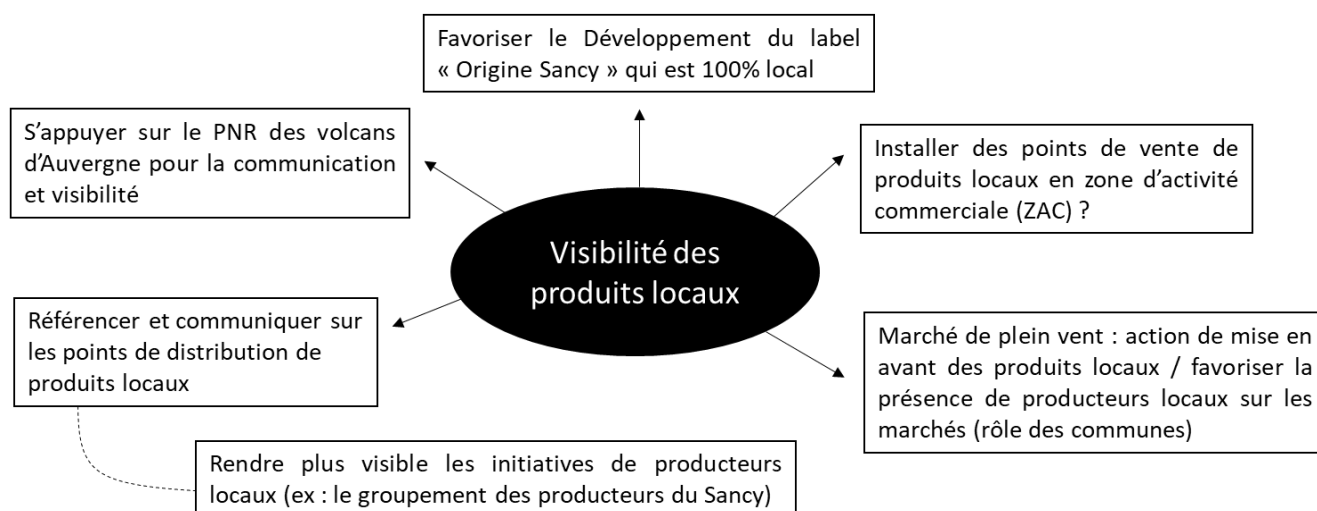 Favoriser le Développement du label
« Origine Sancy » qui est 100% local
S’appuyer sur le PNR des volcans
d’Auvergne pour la communication
et visibilité
Installer des points de vente de
produits locaux en zone d’activité
commerciale (ZAC) ?
Visibilité des
produits locaux
Référencer et communiquer sur
les points de distribution de
produits locaux
Marché de plein vent : action de mise en
avant des produits locaux / favoriser la
présence de producteurs locaux sur les
marchés (rôle des communes)
Rendre plus visible les initiatives de producteurs
locaux (ex : le groupement des producteurs du Sancy)